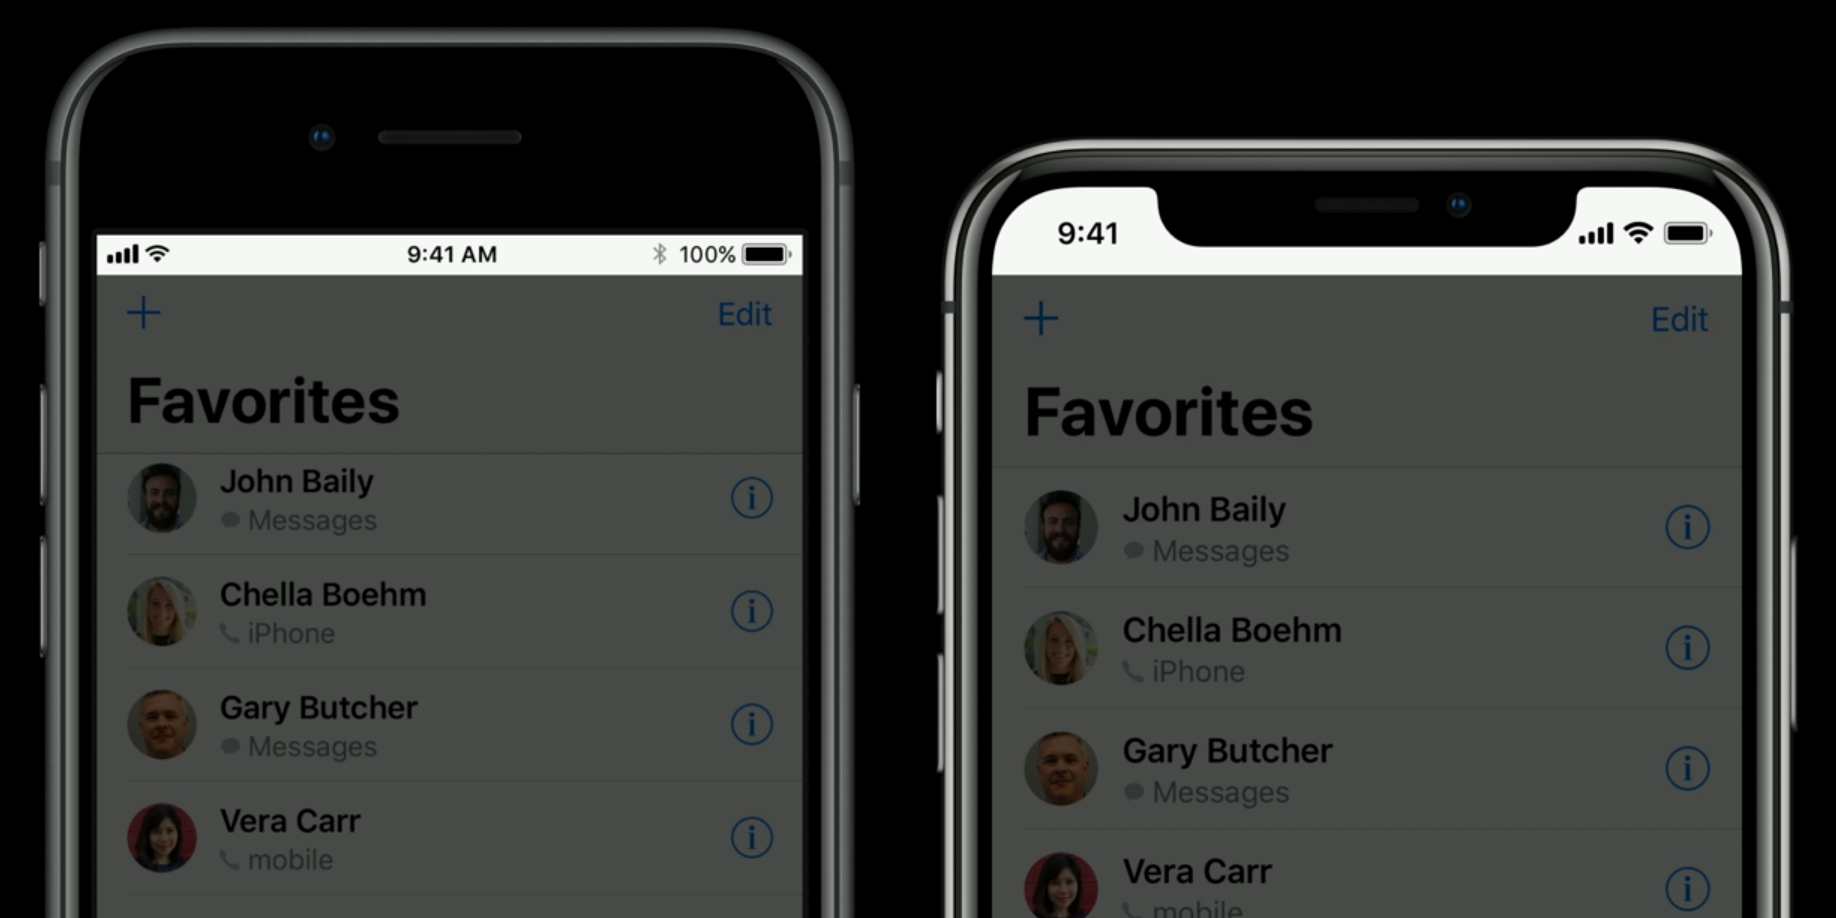 9:41 AM
100%
Edit
Favorites
John Baily
Messages
Chella Boehm
iPhone
Gary Butcher
Messages
Vera Carr
mobile
9:41
Edit
Favorites
John Baily
Messages
Chella Boehm
iPhone
Gary Butcher
Messages
Vera Carr
mobile